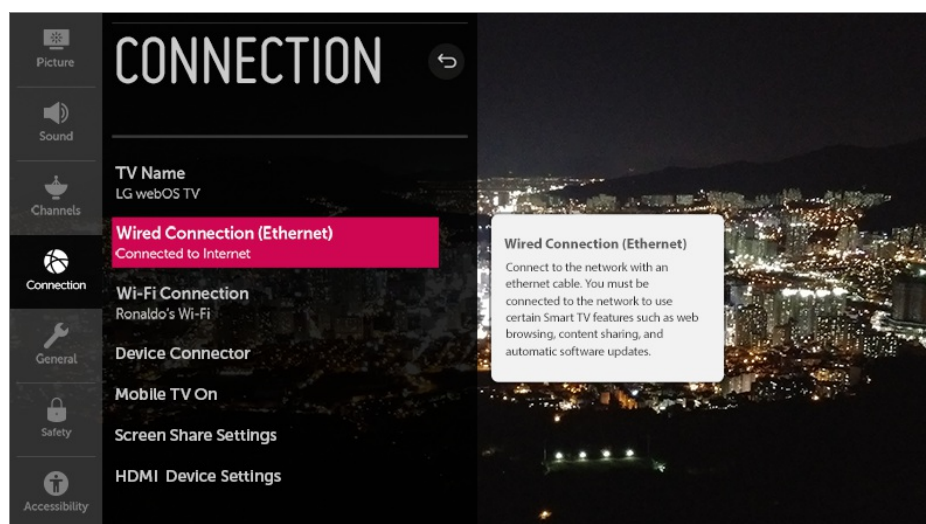 Picture
Sound
Channels
Connection
General
Safety
Accessibility
CONNECTION
TV Name
LG webOS TV
Wired Connection (Ethernet)
Connected to Internet
Wi-Fi Connection
Ronaldo's Wi-Fi
Device Connector
Mobile TV On
Screen Share Settings
HDMI Device Settings
Wired Connection (Ethernet)
Connect to the network with an
ethernet cable. You must be
connected to the network to use
certain Smart TV features such as web
browsing, content sharing, and
automatic software updates.